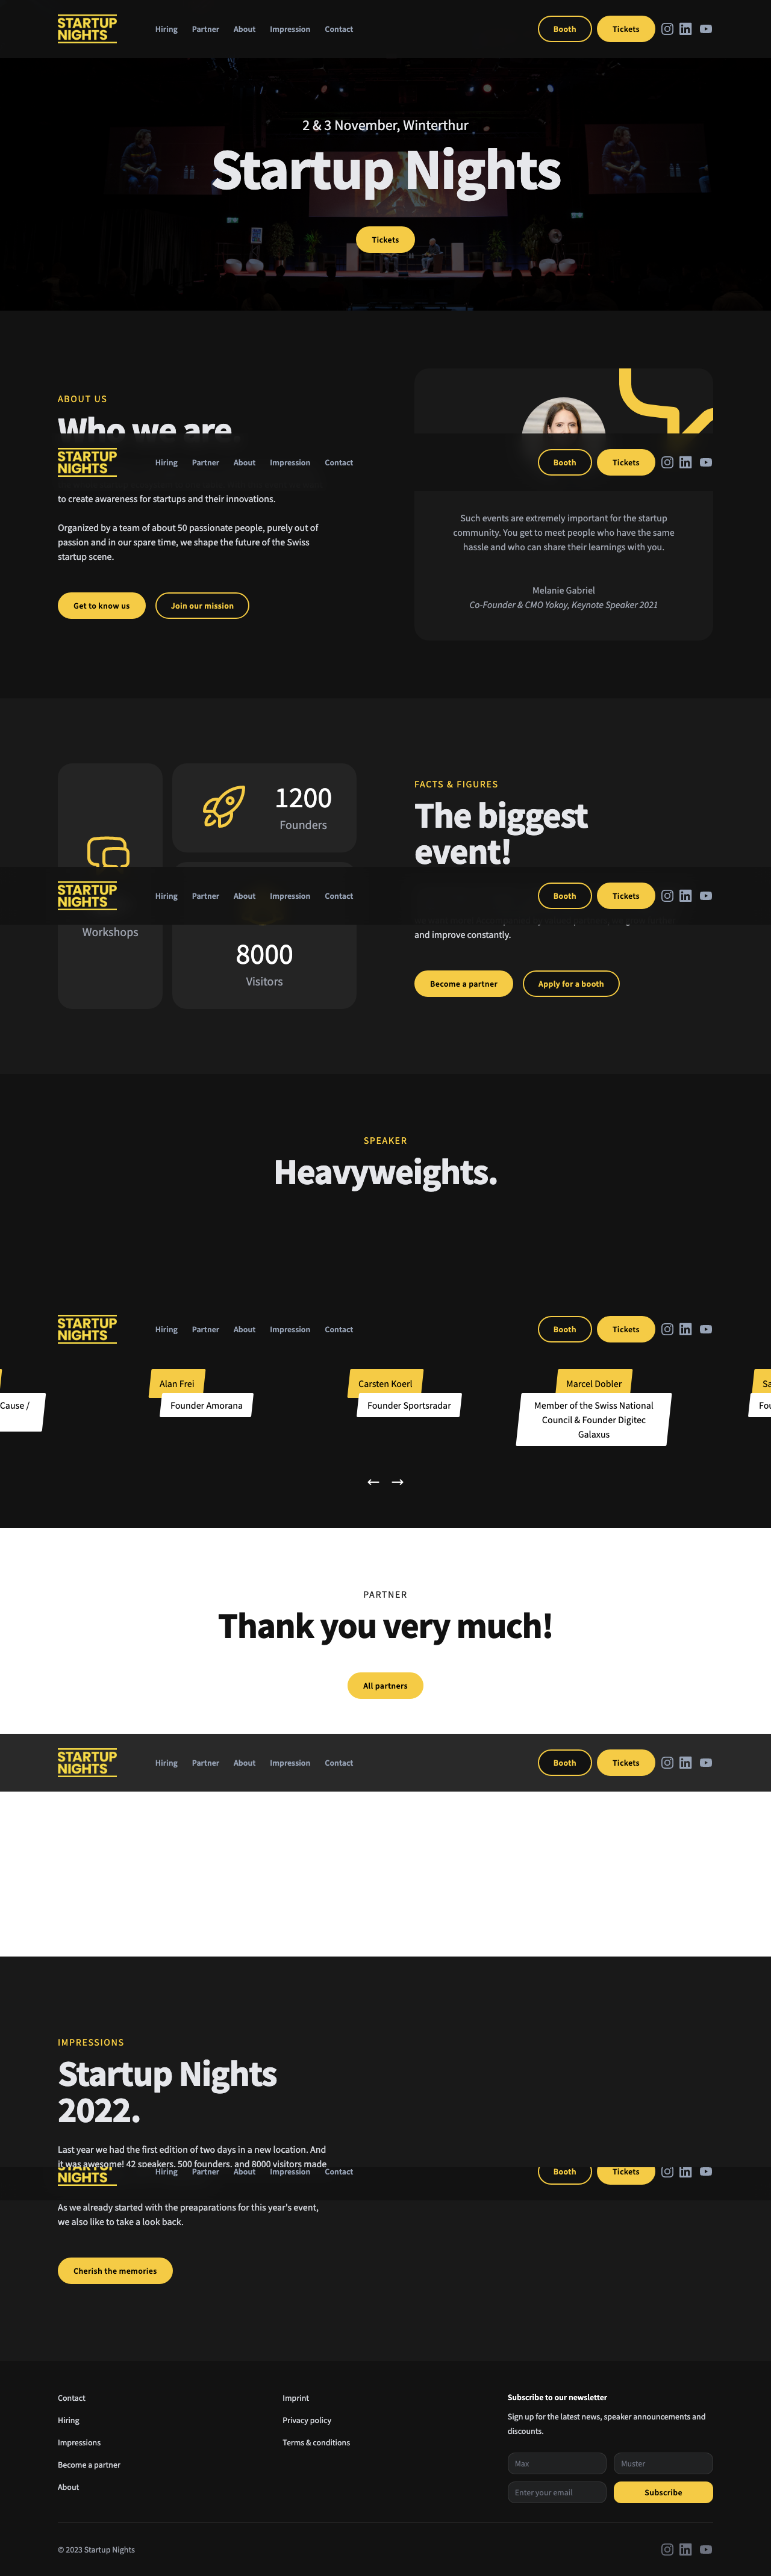 STARTUP
NIGHTS
Hiring Partner About Impression Contact
Booth Tickets
2 & 3 November, Winterthur
Startup Nights
Tickets
ABOUT US
Who we are.
STARTUP
NIGHTS
Hiring Partner About Impression Contact
Booth Tickets
to create awareness for startups and their innovations.
Organized by a team of about 50 passionate people, purely out of
passion and in our spare time, we shape the future of the Swiss
startup scene.
Get to know us Join our mission
Such events are extremely important for the startup
community. You get to meet people who have the same
hassle and who can share their learnings with you.
Melanie Gabriel
Co-Founder & CMO Yokoy, Keynote Speaker 2021
1200
Founders
FACTS & FIGURES
The biggest
event!
STARTUP
NIGHTS
Hiring Partner About Impression Contact
Booth Tickets
Workshops
8000
Visitors
and improve constantly.
Become a partner Apply for a booth
SPEAKER
Heavyweights.
STARTUP
NIGHTS
Hiring Partner About Impression Contact
Booth Tickets
Cause /
Alan Frei
Founder Amorana
Carsten Koerl
Founder Sportsradar
Marcel Dobler
Member of the Swiss National
Council & Founder Digitec
Galaxus
Sa
Fou
PARTNER
Thank you very much!
All partners
STARTUP
NIGHTS
Hiring Partner About Impression Contact
Booth Tickets
IMPRESSIONS
Startup Nights
2022.
Last year we had the first edition of two days in a new location. And
it was awesome! 42 speakers, 500 founders, and 8000 visitors made
NIGHTS
Hiring Partner About Impression Contact
Booth Tickets
As we already started with the preaparations for this year's event,
we also like to take a look back.
Cherish the memories
Contact
Hiring
Impressions
Become a partner
About
Imprint
Privacy policy
Terms & conditions
Subscribe to our newsletter
Sign up for the latest news, speaker announcements and
discounts.
Max Muster
Enter your email Subscribe
© 2023 Startup Nights